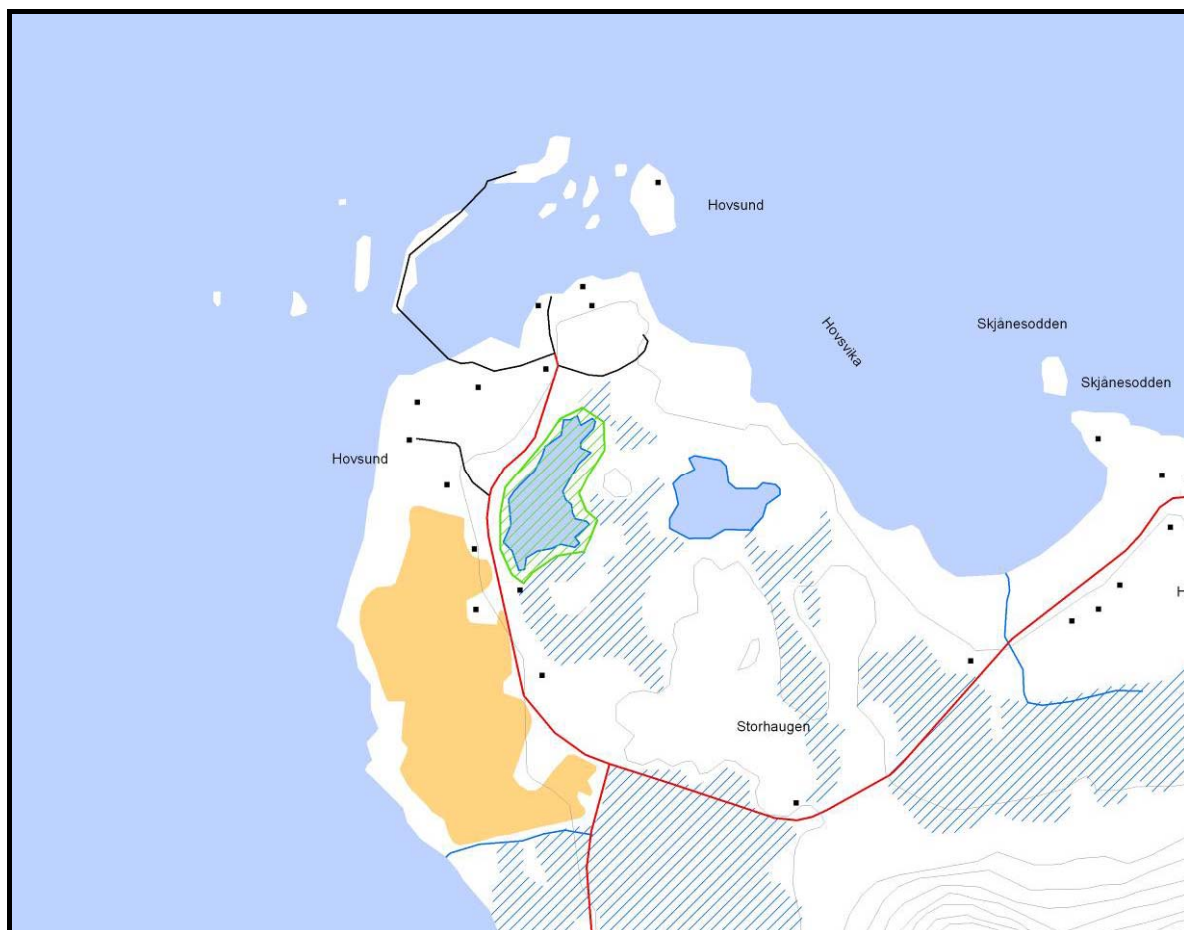 Hovsund
Hovsvika
Skjånesodden
Skjånesodden
Hovsund
H
Storhaugen